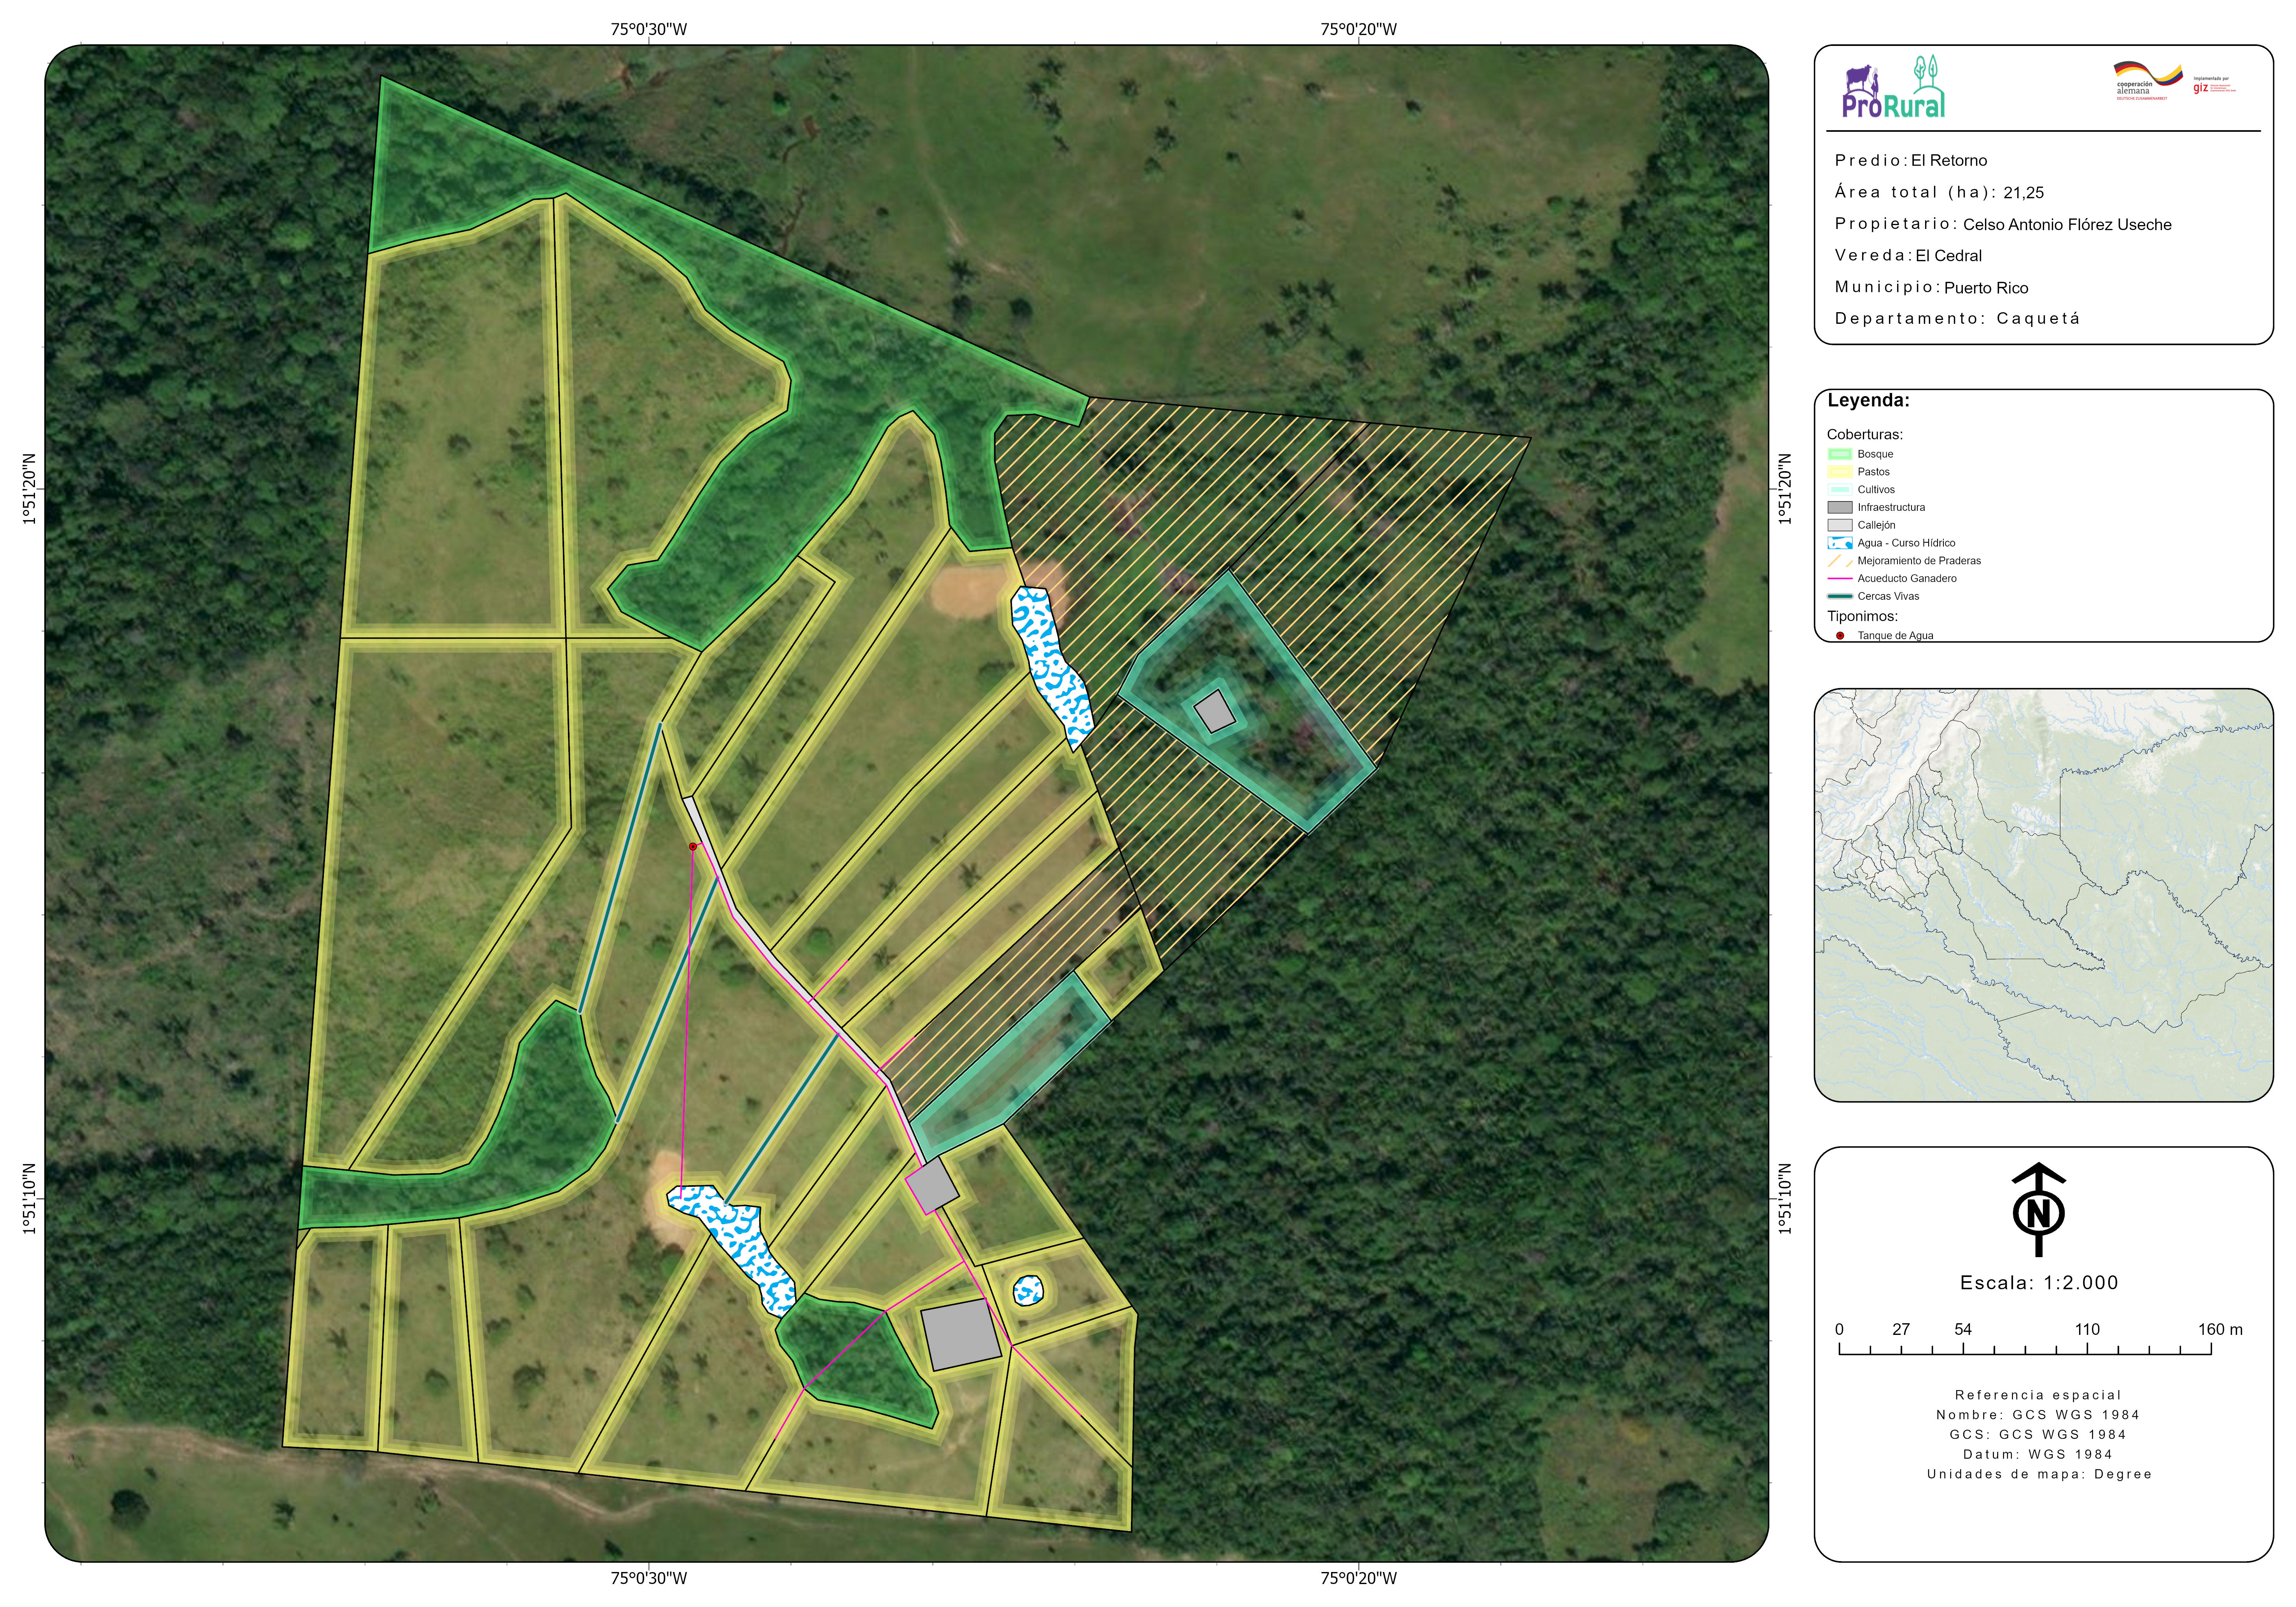 75°0'30"W
75°0'20"W
1°51'20"N
1°51'20"N
1°51'10"N
1°51'10"N
75°0'30"W
75°0'20"W
ProRural
cooperación
alemana
DEUTSCHE ZUSAMMENARBEIT
Implementada por
giz
Predio: El Retorno
Área total (ha): 21,25
Propietario: Celso Antonio Flórez Useche
Vereda: El Cedral
Municipio: Puerto Rico
Departamento: Caquetá
Leyenda:
Coberturas:
Bosque
Pastos
Cultivos
Infraestructura
Callejón
Agua - Curso Hídrico
Mejoramiento de Praderas
Acueducto Ganadero
Cercas Vivas
Tiponimos:
Tanque de Agua
N
Escala: 1:2.000
0 27 54 110 160 m
Referencia espacial
Nombre: GCS WGS 1984
GCS: GCS WGS 1984
Datum: WGS 1984
Unidades de mapa: Degree